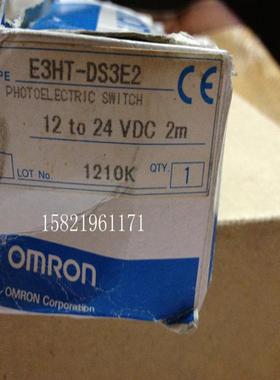 E3HT-DS3E2
PHOTOELECTRIC SWITCH
12 to 24 VDC 2m
LOT No. 1210K QTY. 1
15821961171
OMRON
OMRON Corporation